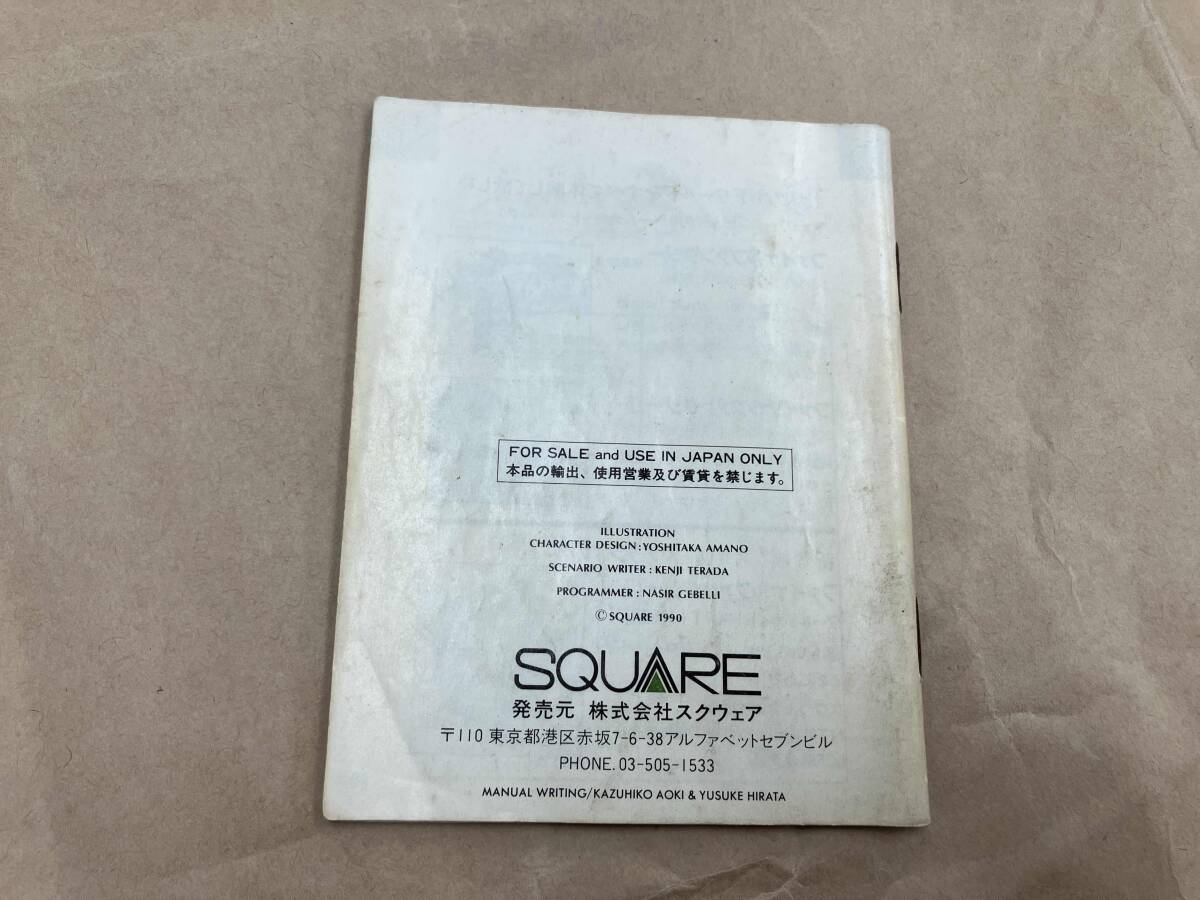 FOR SALE and USE IN JAPAN ONLY
本品の輸出、使用営業及び賃貸を禁じます。
ILLUSTRATION
CHARACTER DESIGN:YOSHITAKA AMANO
SCENARIO WRITER : KENJI TERADA
PROGRAMMER : NASIR GEBELLI
© SQUARE 1990
SQUARE
発売元 株式会社スクウェア
〒110 東京都港区赤坂7-6-38アルファベットセブンビル
PHONE. 03-505-1533
MANUAL WRITING/KAZUHIKO AOKI & YUSUKE HIRATA